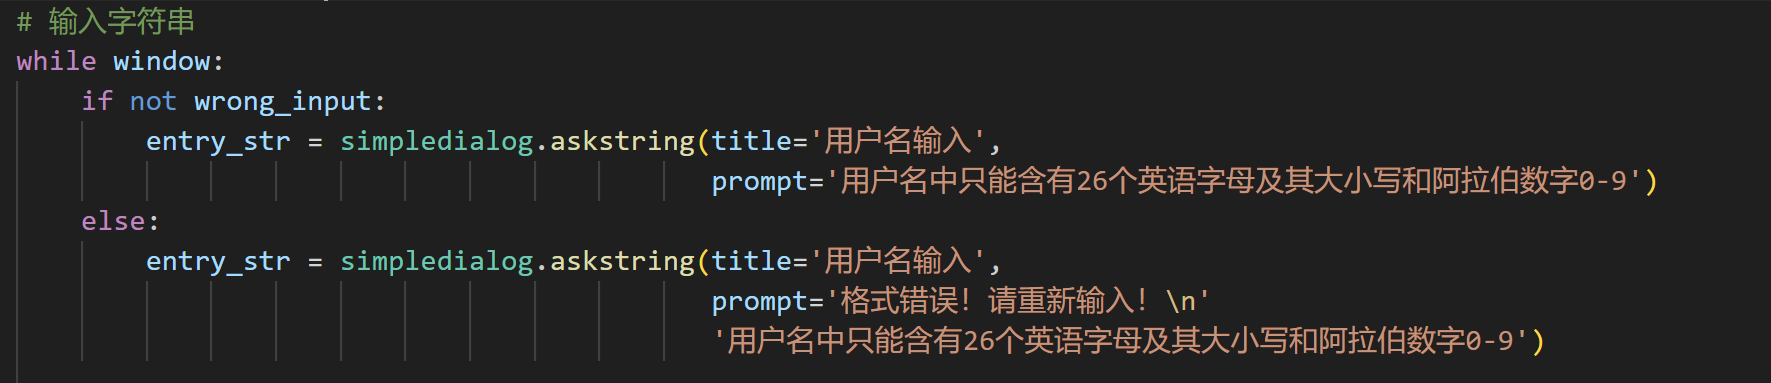 # 输入字符串
while window:
    if not wrong_input:
        entry_str = simpledialog.askstring(title='用户名输入',
                                           prompt='用户名中只能含有26个英语字母及其大小写和阿拉伯数字0-9')
    else:
        entry_str = simpledialog.askstring(title='用户名输入',
                                           prompt='格式错误！请重新输入！\n'
                                           '用户名中只能含有26个英语字母及其大小写和阿拉伯数字0-9')